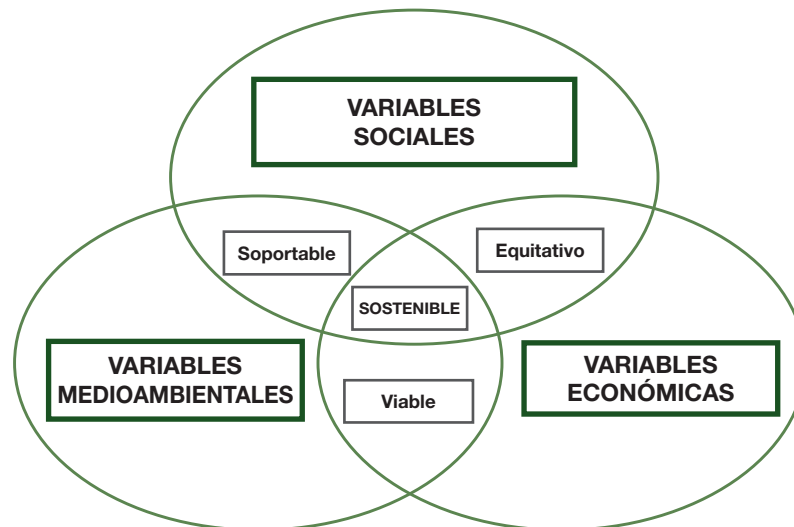 VARIABLES
SOCIALES
Soportable
Equitativo
SOSTENIBLE
VARIABLES
MEDIOAMBIENTALES
VARIABLES
ECONÓMICAS
Viable